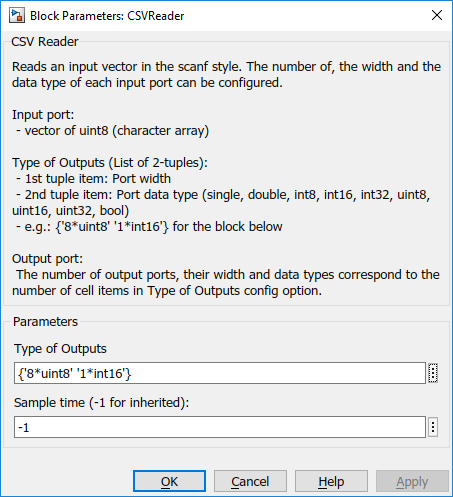 Block Parameters: CSVReader
CSV Reader
Reads an input vector in the scanf style. The number of, the width and the
data type of each input port can be configured.
Input port:
- vector of uint8 (character array)
Type of Outputs (List of 2-tuples):
- 1st tuple item: Port width
- 2nd tuple item: Port data type (single, double, int8, int16, int32, uint8,
uint16, uint32, bool)
- e.g.: {'8*uint8' '1*int16'} for the block below
Output port:
The number of output ports, their width and data types correspond to the
number of cell items in Type of Outputs config option.
Parameters
Type of Outputs
{'8*uint8' '1*int16'}
Sample time (-1 for inherited):
-1
OK Cancel Help Apply